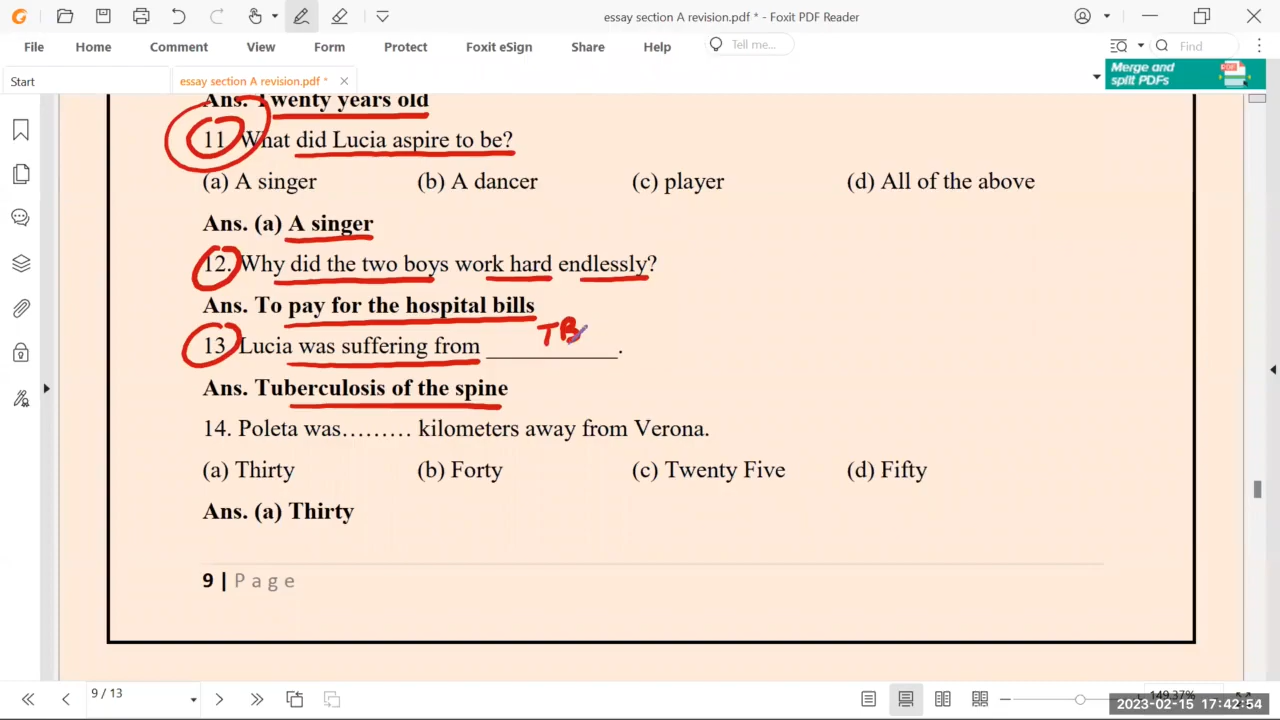 essay section A revision.pdf * - Foxit PDF Reader
File Home Comment View Form Protect Foxit eSign Share Help Tell me... Find
Start essay section A revision.pdf *
Merge and
split PDFs
Ans. Twenty years old
11. What did Lucia aspire to be?
(a) A singer (b) A dancer (c) player (d) All of the above
Ans. (a) A singer
12. Why did the two boys work hard endlessly?
Ans. To pay for the hospital bills
TB
13. Lucia was suffering from ___________.
Ans. Tuberculosis of the spine
14. Poleta was……… kilometers away from Verona.
(a) Thirty (b) Forty (c) Twenty Five (d) Fifty
Ans. (a) Thirty
9 | Page
9 / 13
149.37%
2023-02-15 17:42:54